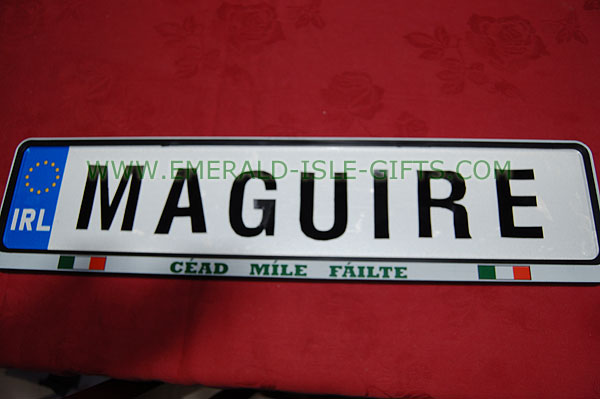 WWW.EMERALD-ISLE-GIFTS.COM
IRL MAGUIRE
CÉAD MÍLE FÁILTE